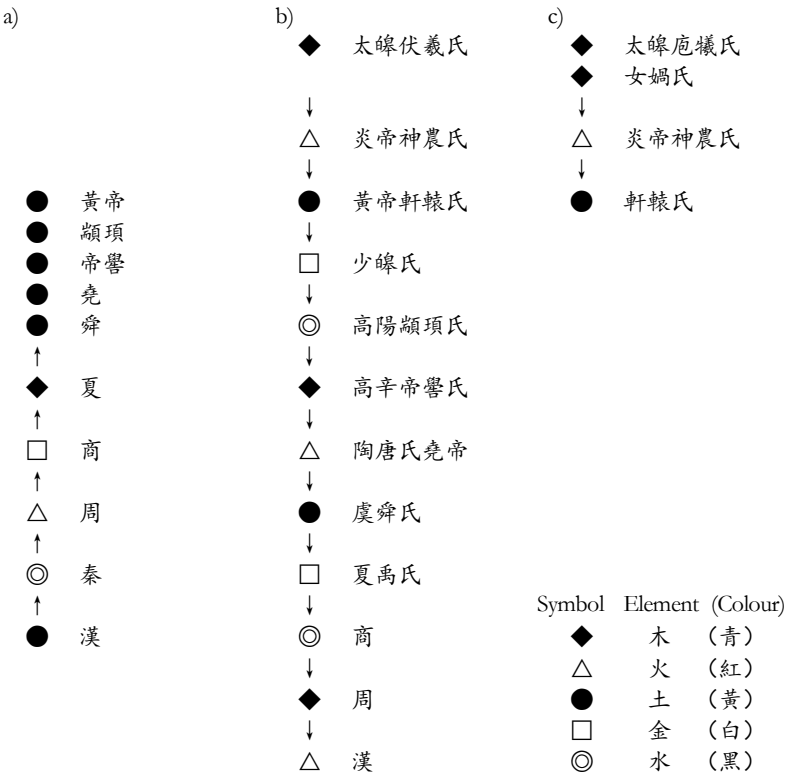 a)
● 黃帝
● 顓頊
● 帝嚳
● 堯
● 舜
↑
◆ 夏
↑
□ 商
↑
△ 周
↑
◎ 秦
↑
● 漢
b)
◆ 太皞伏羲氏
↓
△ 炎帝神農氏
↓
● 黃帝軒轅氏
↓
□ 少皞氏
↓
◎ 高陽顓頊氏
↓
◆ 高辛帝嚳氏
↓
△ 陶唐氏堯帝
↓
● 虞舜氏
↓
□ 夏禹氏
↓
◎ 商
↓
◆ 周
↓
△ 漢
c)
◆ 太皞庖犧氏
◆ 女媧氏
↓
△ 炎帝神農氏
↓
● 軒轅氏
Symbol Element (Colour)
◆ 木 （青）
△ 火 （紅）
● 土 （黃）
□ 金 （白）
◎ 水 （黑）